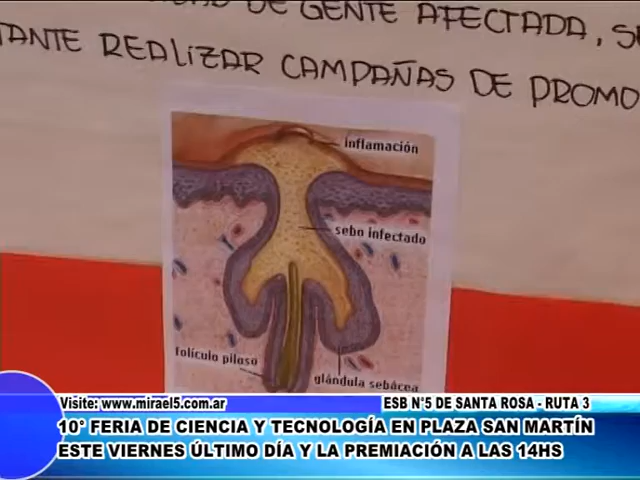 DE GENTE AFECTADA,
REALIZAR CAMPAÑAS DE PROMO
inflamación
sebo infectado
folículo piloso
glándula sebácea
Visite: www.mirael5.com.ar
ESB N°5 DE SANTA ROSA - RUTA 3
10° FERIA DE CIENCIA Y TECNOLOGÍA EN PLAZA SAN MARTÍN
ESTE VIERNES ÚLTIMO DÍA Y LA PREMIACIÓN A LAS 14HS